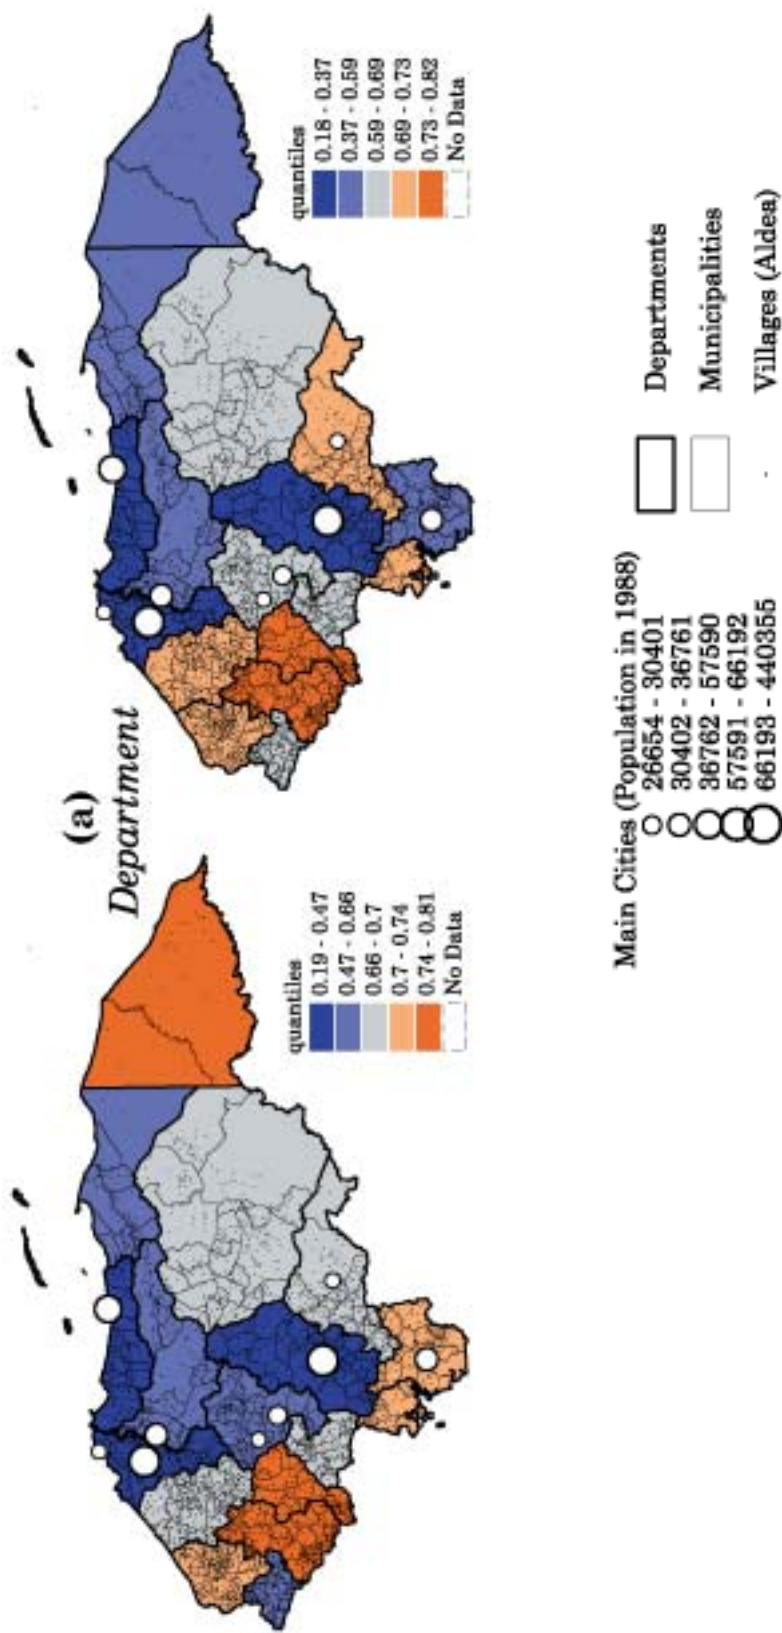 (a)
Department
quantiles
0.19 - 0.47
0.47 - 0.66
0.66 - 0.7
0.7 - 0.74
0.74 - 0.81
No Data
quantiles
0.18 - 0.37
0.37 - 0.59
0.59 - 0.69
0.69 - 0.73
0.73 - 0.82
No Data
Main Cities (Population in 1988)
26654 - 30401
30402 - 36761
36762 - 57590
57591 - 66192
66193 - 440355
Departments
Municipalities
Villages (Aldea)